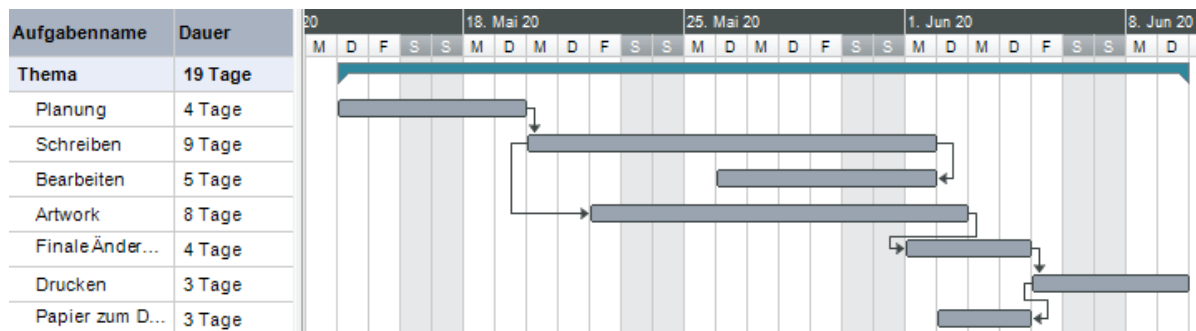 Aufgabenname Dauer 20 18. Mai 20 25. Mai 20 1. Jun 20 8. Jun 20
M D F S S M D M D F S S M D M D F S S M D M D F S S M D
Thema 19 Tage
Planung 4 Tage
Schreiben 9 Tage
Bearbeiten 5 Tage
Artwork 8 Tage
Finale Änder... 4 Tage
Drucken 3 Tage
Papier zum D... 3 Tage